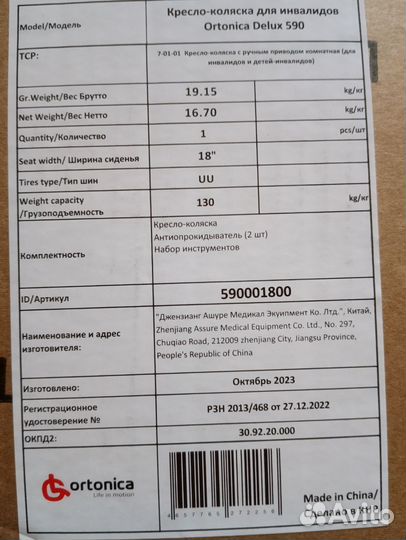 Model/Модель
Кресло-коляска для инвалидов
Ortonica Delux 590
ТСР:
7-01-01 Кресло-коляска с ручным приводом комнатная (для
инвалидов и детей-инвалидов)
Gr.Weight/Вес Брутто 19.15 kg/кг
Net Weight/Вес Нетто 16.70 kg/кг
Quantity/Количество 1 pcs/шт
Seat width/ Ширина сиденья 18"
Tires type/Тип шин UU
Weight capacity
/Грузоподъемность 130 kg/кг
Комплектность
Кресло-коляска
Антиопрокидыватель (2 шт)
Набор инструментов
ID/Артикул 590001800
Наименование и адрес
изготовителя:
"Джензианг Ашуре Медикал Экуипмент Ко. Лтд.", Китай,
Zhenjiang Assure Medical Equipment Co. Ltd., No. 297,
Chuqiao Road, 212009 zhenjiang City, Jiangsu Province,
People's Republic of China
Изготовлено: Октябрь 2023
Регистрационное
удостоверение №
РЗН 2013/468 от 27.12.2022
ОКПД2: 30.92.20.000
ortonica
Life in motion
4657765272256
Made in China/
Сделано в КНР
Avito